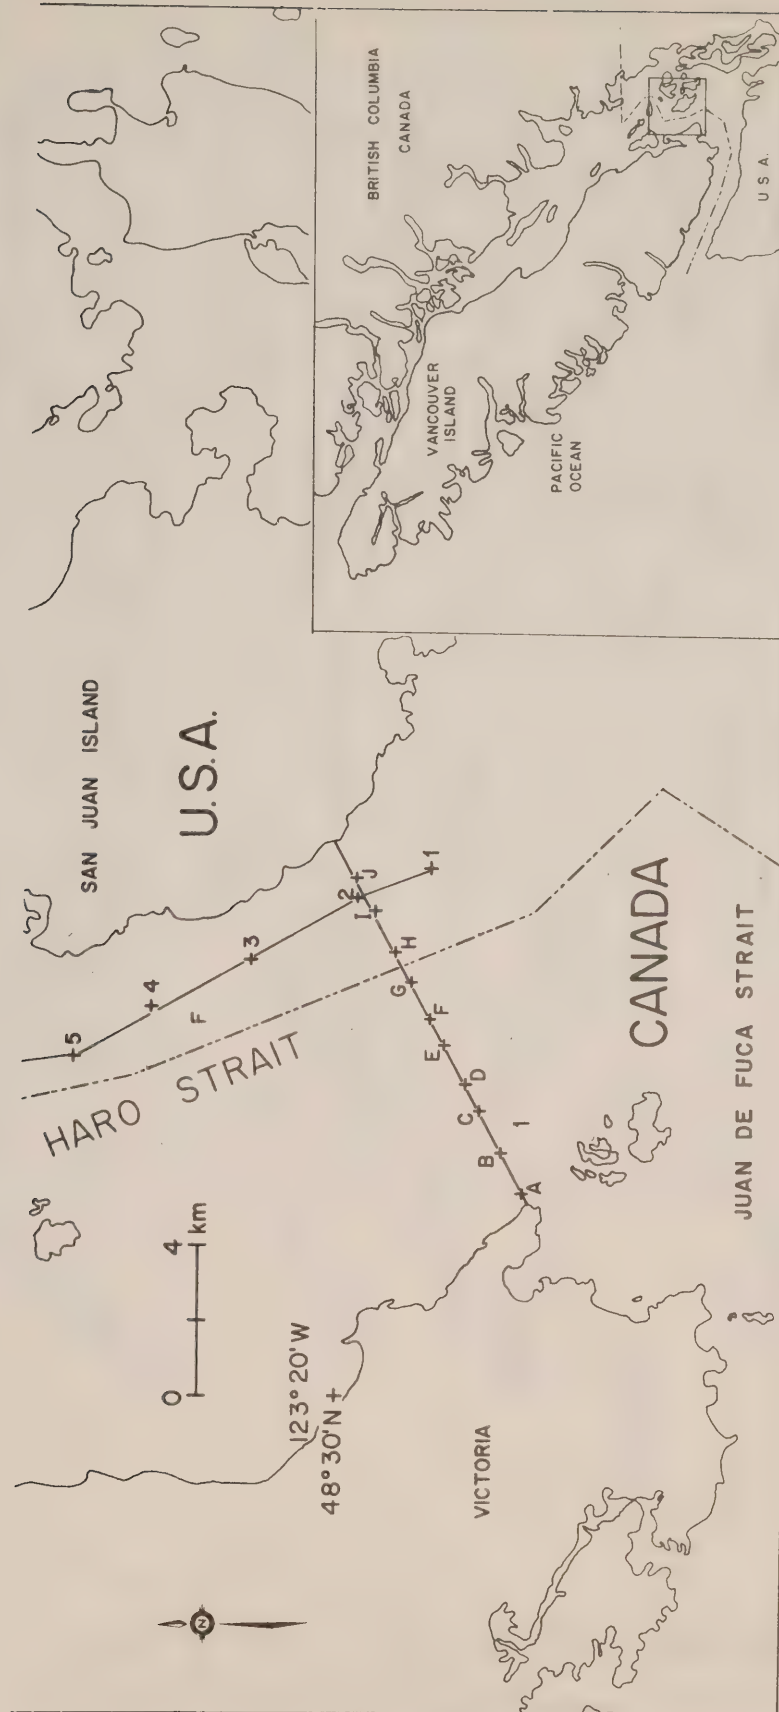 BRITISH COLUMBIA
CANADA
VANCOUVER
ISLAND
PACIFIC
OCEAN
U S A.
SAN JUAN ISLAND
U.S.A.
HARO STRAIT
5
4
3
2
1
F
J
I
H
G
F
E
D
C
B
A
1
CANADA
JUAN DE FUCA STRAIT
0
4
km
123°20'W
48°30'N
VICTORIA
N